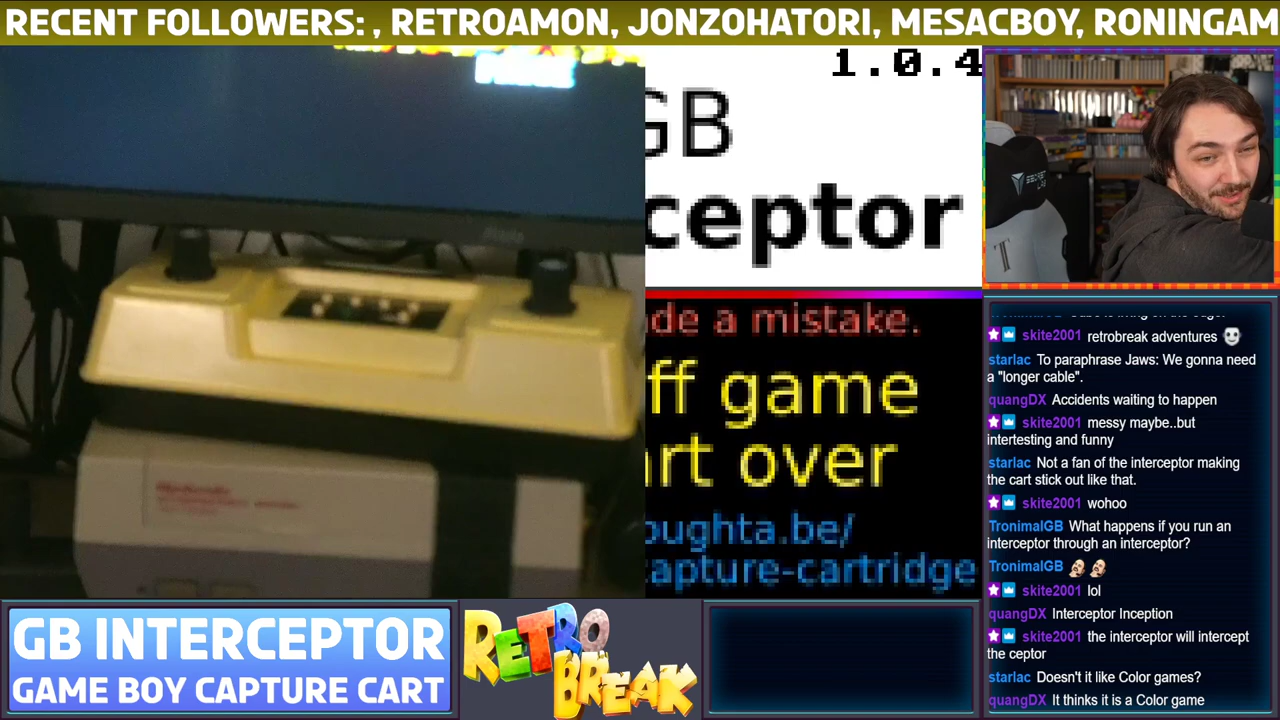 RECENT FOLLOWERS: , RETROAMON, JONZOHATORI, MESACBOY, RONINGAM
1.0.4
GB
ceptor
de a mistake.
ff game
rt over
oughta.be/
apture-cartridge
Nintendo
skite2001 retrobreak adventures
starlac To paraphrase Jaws: We gonna need
a "longer cable".
quangDX Accidents waiting to happen
skite2001 messy maybe..but
intertesting and funny
starlac Not a fan of the interceptor making
the cart stick out like that.
skite2001 wohoo
TronimalGB What happens if you run an
interceptor through an interceptor?
TronimalGB
skite2001 lol
quangDX Interceptor Inception
skite2001 the interceptor will intercept
the ceptor
starlac Doesn't it like Color games?
quangDX It thinks it is a Color game
GB INTERCEPTOR
GAME BOY CAPTURE CART
RETRO
BREAK